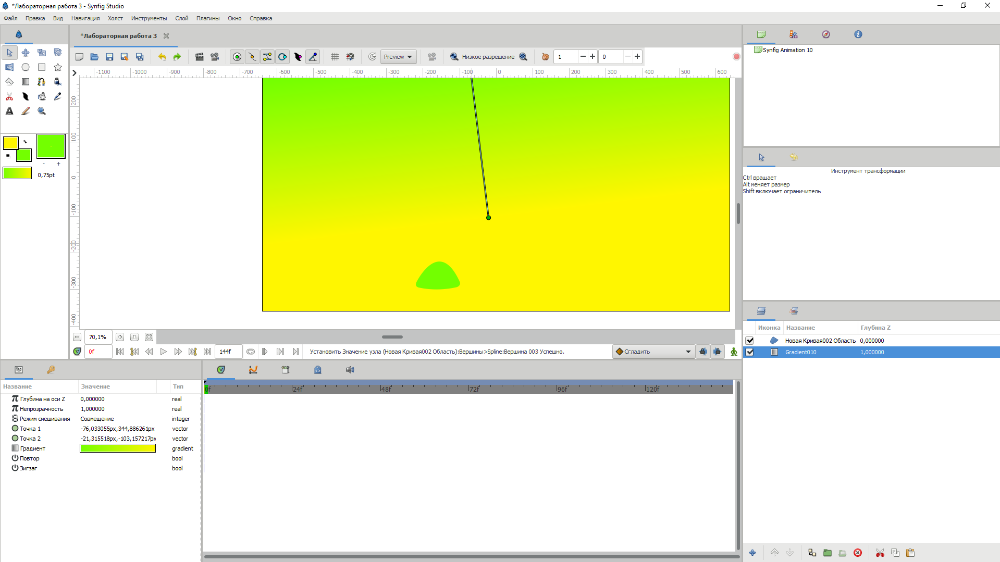 *Лабораторная работа 3 - Synfig Studio
Файл Правка Вид Навигация Холст Инструменты Слой Плагины Окно Справка
*Лабораторная работа 3
Preview Низкое разрешение 1 0
-1100 -1000 -900 -800 -700 -600 -500 -400 -300 -200 -100 0 100 200 300 400 500 600
200
100
0
-100
-200
-300
-400
- +
0,75pt
70,1%
0f 144f Установить Значение узла (Новая Кривая002 Область):Вершины>Spline:Вершина 003 Успешно. Сгладить
Название Значение Тип
Глубина на оси Z 0,000000 real
Непрозрачность 1,000000 real
Режим смешивания Совмещение integer
Точка 1 -76,033055px,344,886261px vector
Точка 2 -21,315518px,-103,157217px vector
Градиент gradient
Повтор bool
Зигзаг bool
0f 24f 48f 72f 96f 120f
Synfig Animation 10
Инструмент трансформации
Ctrl вращает
Alt меняет размер
Shift включает ограничитель
Иконка Название Глубина Z
Новая Кривая002 Область 0,000000
Gradient010 1,000000